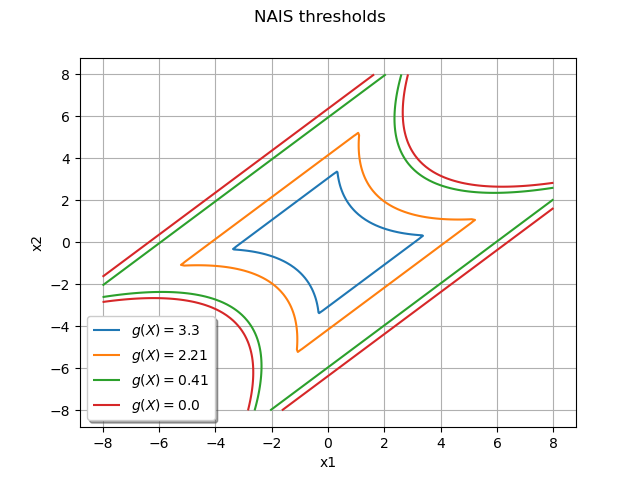 NAIS thresholds
x2
8
6
4
2
0
−2
−4
−6
−8
g(X) = 3.3
g(X) = 2.21
g(X) = 0.41
g(X) = 0.0
−8 −6 −4 −2 0 2 4 6 8
x1